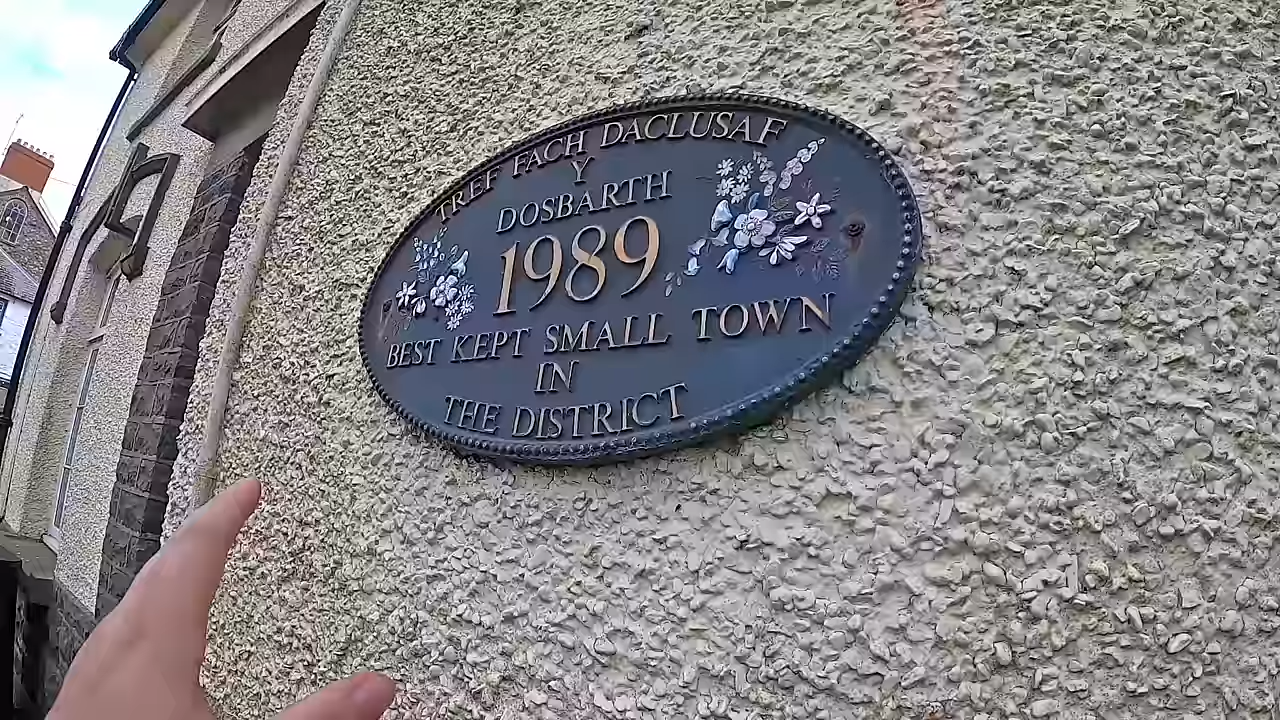 TREF FACH DACLUSAF
Y
DOSBARTH
1989
BEST KEPT SMALL TOWN
IN
THE DISTRICT